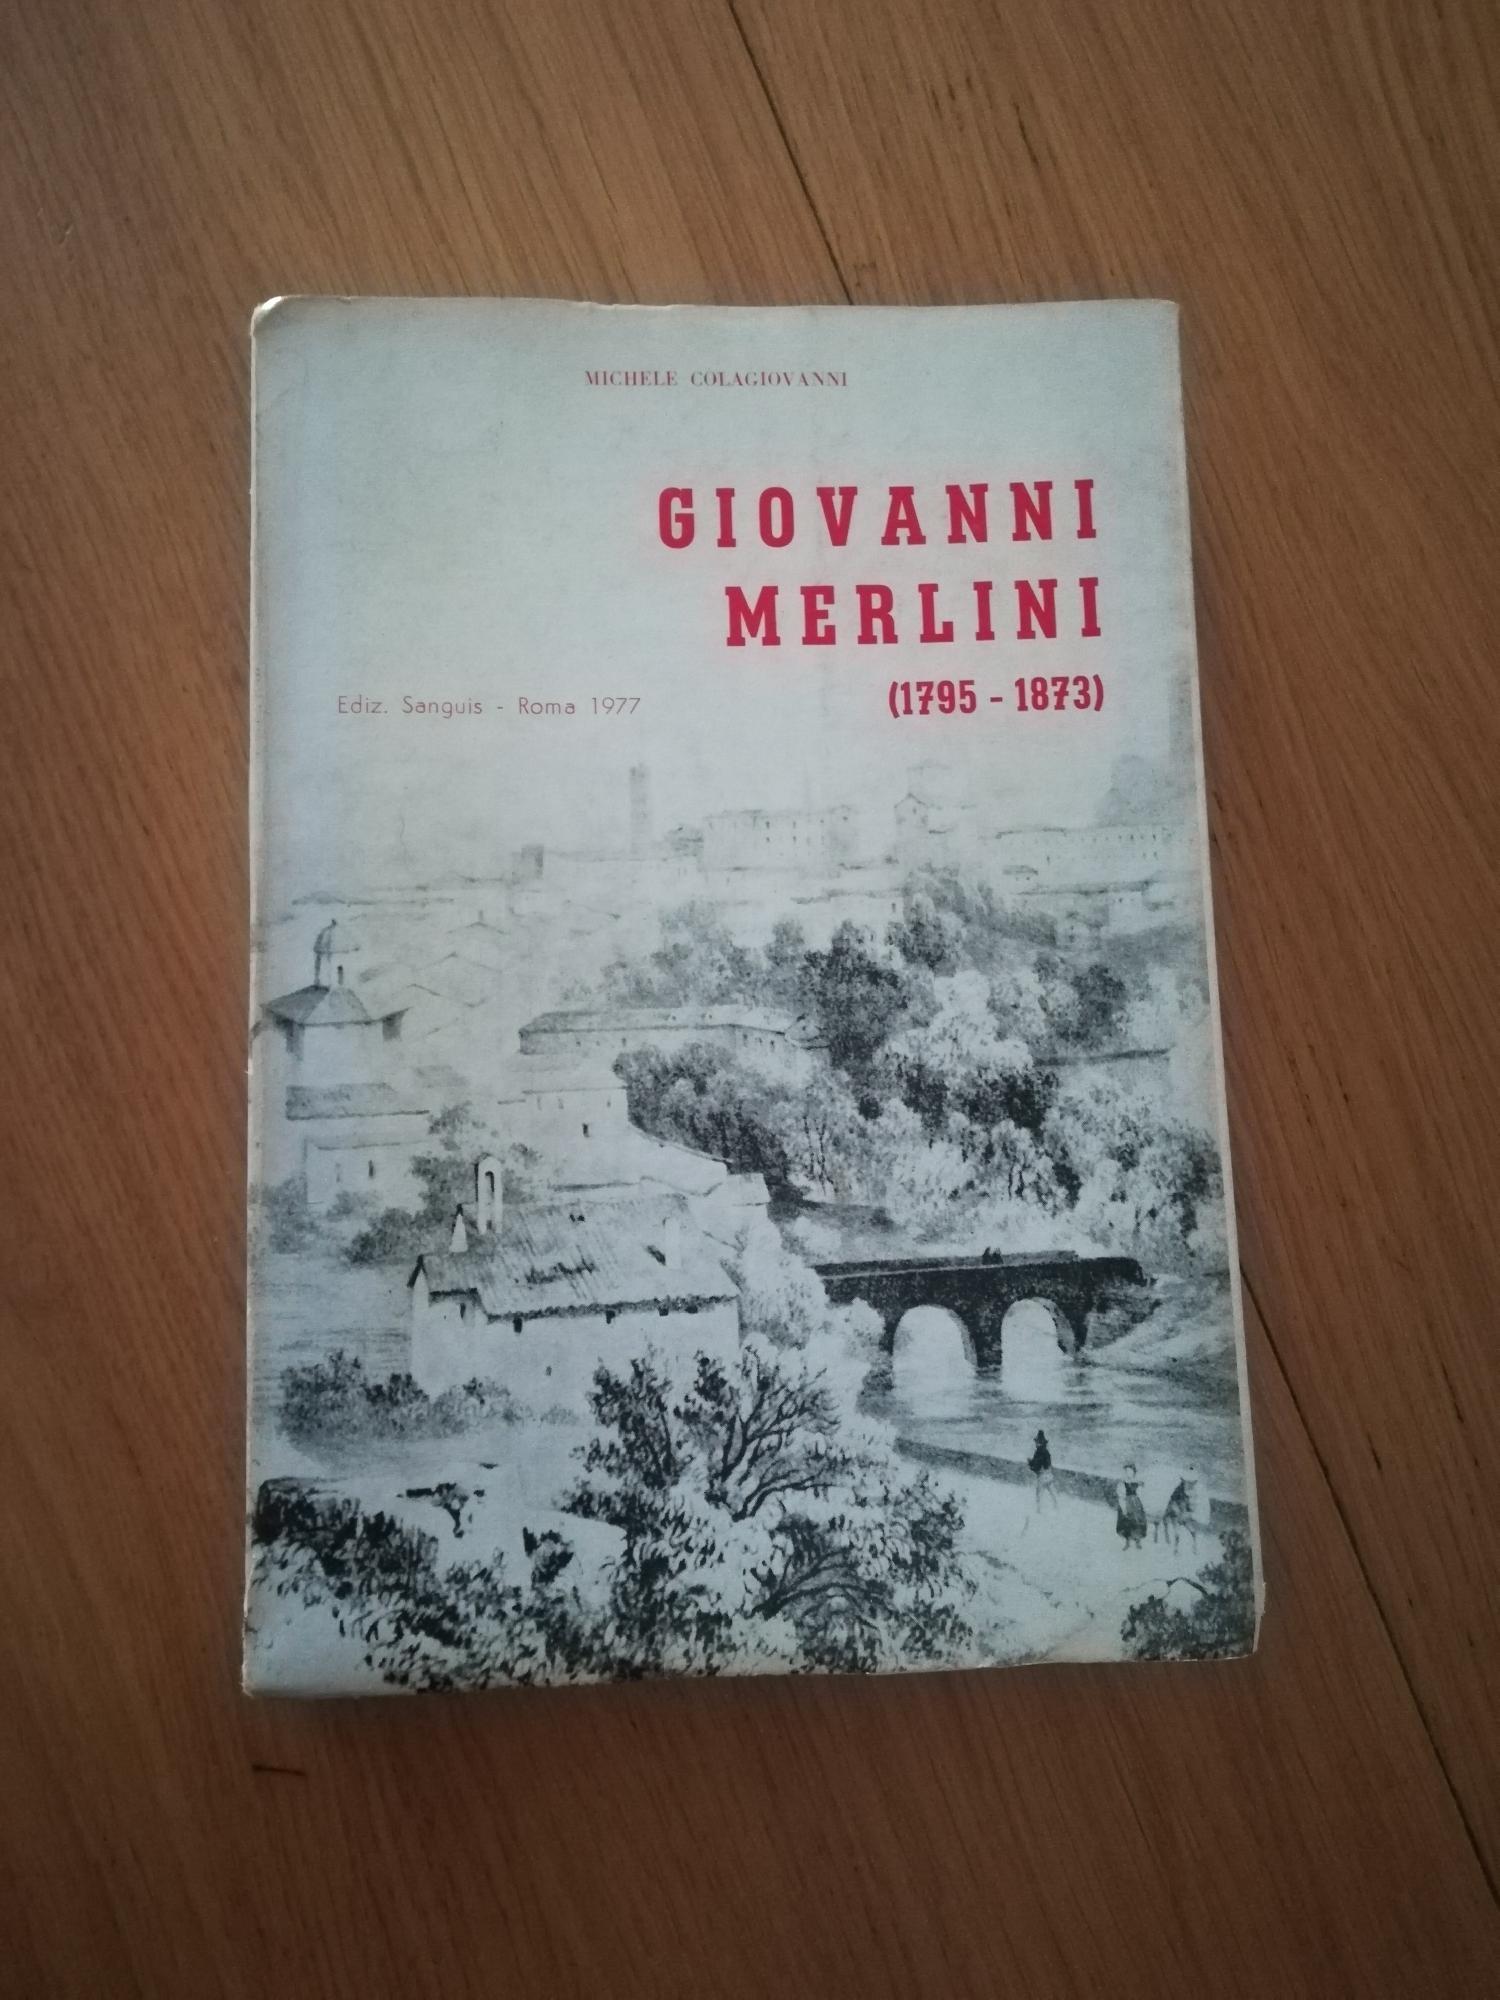 MICHELE COLAGIOVANNI
GIOVANNI
MERLINI
(1795 - 1873)
Ediz. Sanguis - Roma 1977